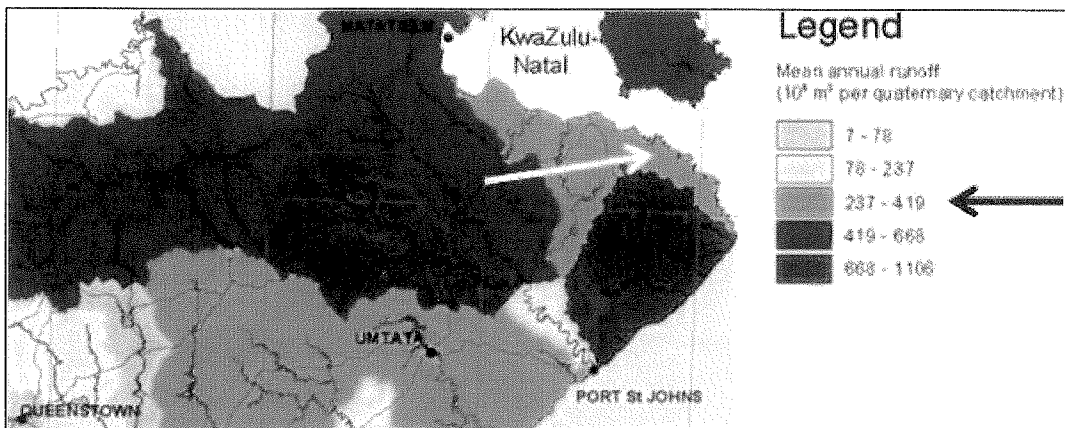 KwaZulu-
Natal
UMTATA
QUEENSTOWN
PORT St JOHNS
Legend
Mean annual runoff
(10⁶ m³ per quaternary catchment)
7 - 78
78 - 237
237 - 419
419 - 668
668 - 1106